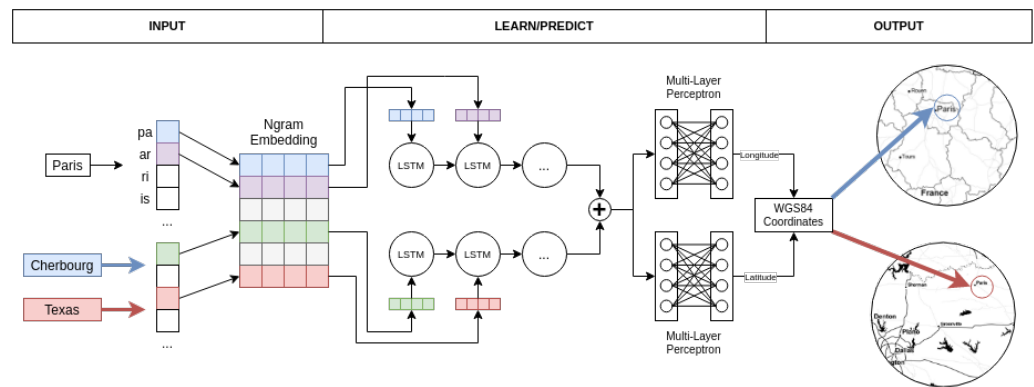 INPUT
LEARN/PREDICT
OUTPUT
Paris
pa
ar
ri
is
...
Cherbourg
Texas
...
Ngram
Embedding
LSTM
LSTM
...
LSTM
LSTM
...
+
Multi-Layer
Perceptron
Longitude
Latitude
Multi-Layer
Perceptron
WGS84
Coordinates
Rouen
Paris
Tours
France
Sherman
Paris
Denton
Greenville
Plano
Dallas